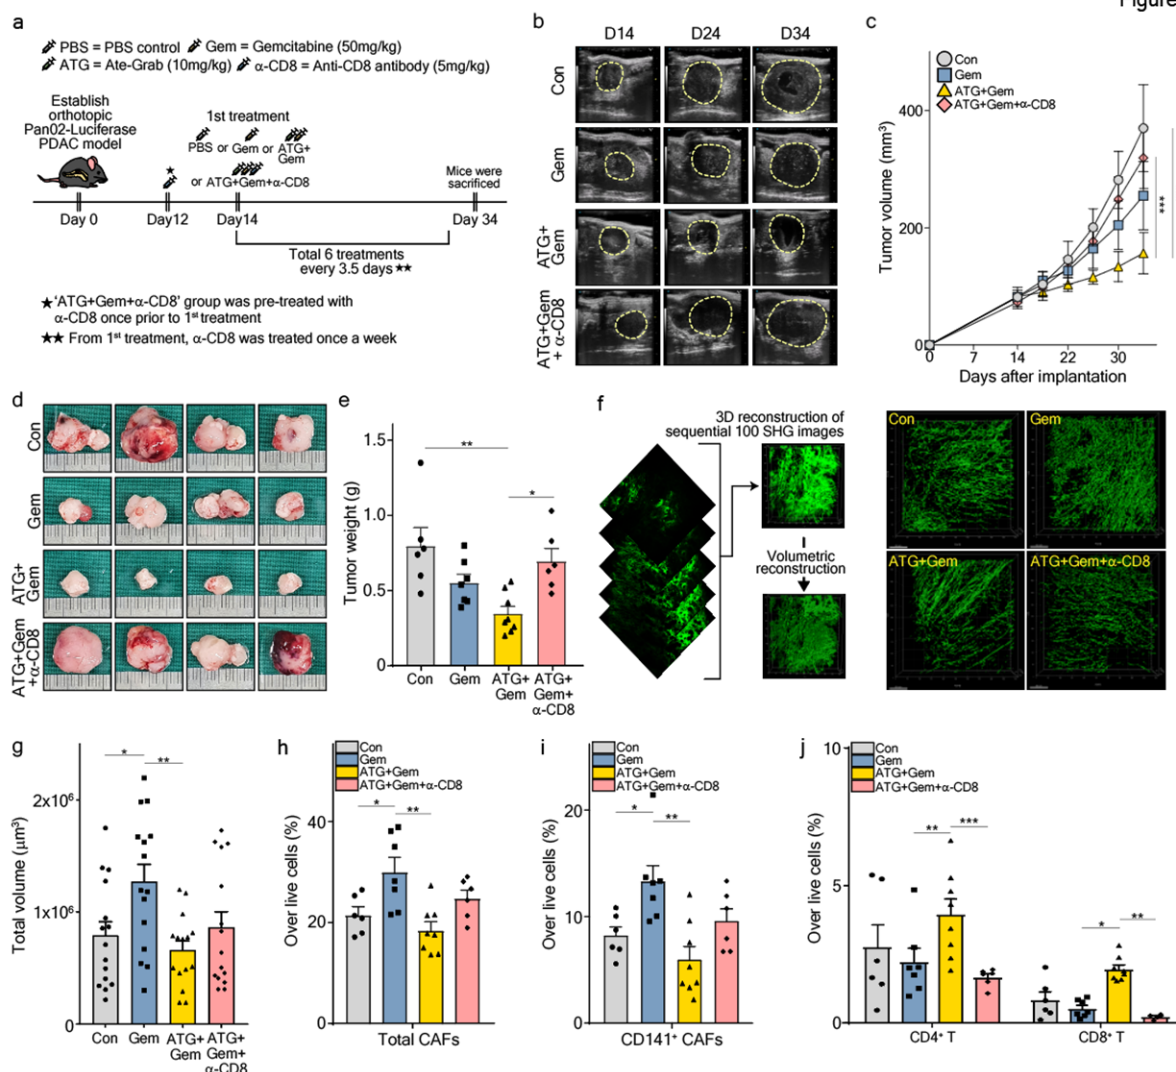 Figure
a
PBS = PBS control Gem = Gemcitabine (50mg/kg)
ATG = Ate-Grab (10mg/kg) α-CD8 = Anti-CD8 antibody (5mg/kg)
Establish
orthotopic
Pan02-Luciferase
PDAC model
1st treatment
PBS or Gem or ATG+
Gem
or ATG+Gem+α-CD8
★
Mice were
sacrificed
Day 0
Day12
Day14
Day 34
Total 6 treatments
every 3.5 days ★★
★ 'ATG+Gem+α-CD8' group was pre-treated with
α-CD8 once prior to 1st treatment
★★ From 1st treatment, α-CD8 was treated once a week
b
D14 D24 D34
Con
Gem
ATG+
Gem
ATG+Gem
+ α-CD8
c
Con
Gem
ATG+Gem
ATG+Gem+α-CD8
Tumor volume (mm³)
400
200
0
***
0 7 14 22 30
Days after implantation
d
Con
Gem
ATG+
Gem
ATG+Gem
+α-CD8
e
Tumor weight (g)
1.5
1.0
0.5
0
**
*
Con Gem ATG+
Gem
ATG+
Gem+
α-CD8
f
3D reconstruction of
sequential 100 SHG images
Volumetric
reconstruction
Con
Gem
ATG+Gem
ATG+Gem+α-CD8
g
Total volume (μm³)
2x10⁶
1x10⁶
0
*
**
Con Gem ATG+
Gem
ATG+
Gem+
α-CD8
h
Con
Gem
ATG+Gem
ATG+Gem+α-CD8
Over live cells (%)
40
20
0
*
**
Total CAFs
i
Con
Gem
ATG+Gem
ATG+Gem+α-CD8
Over live cells (%)
20
10
0
*
**
CD141⁺ CAFs
j
Con
Gem
ATG+Gem
ATG+Gem+α-CD8
Over live cells (%)
10
5
0
**
***
*
**
CD4⁺ T
CD8⁺ T